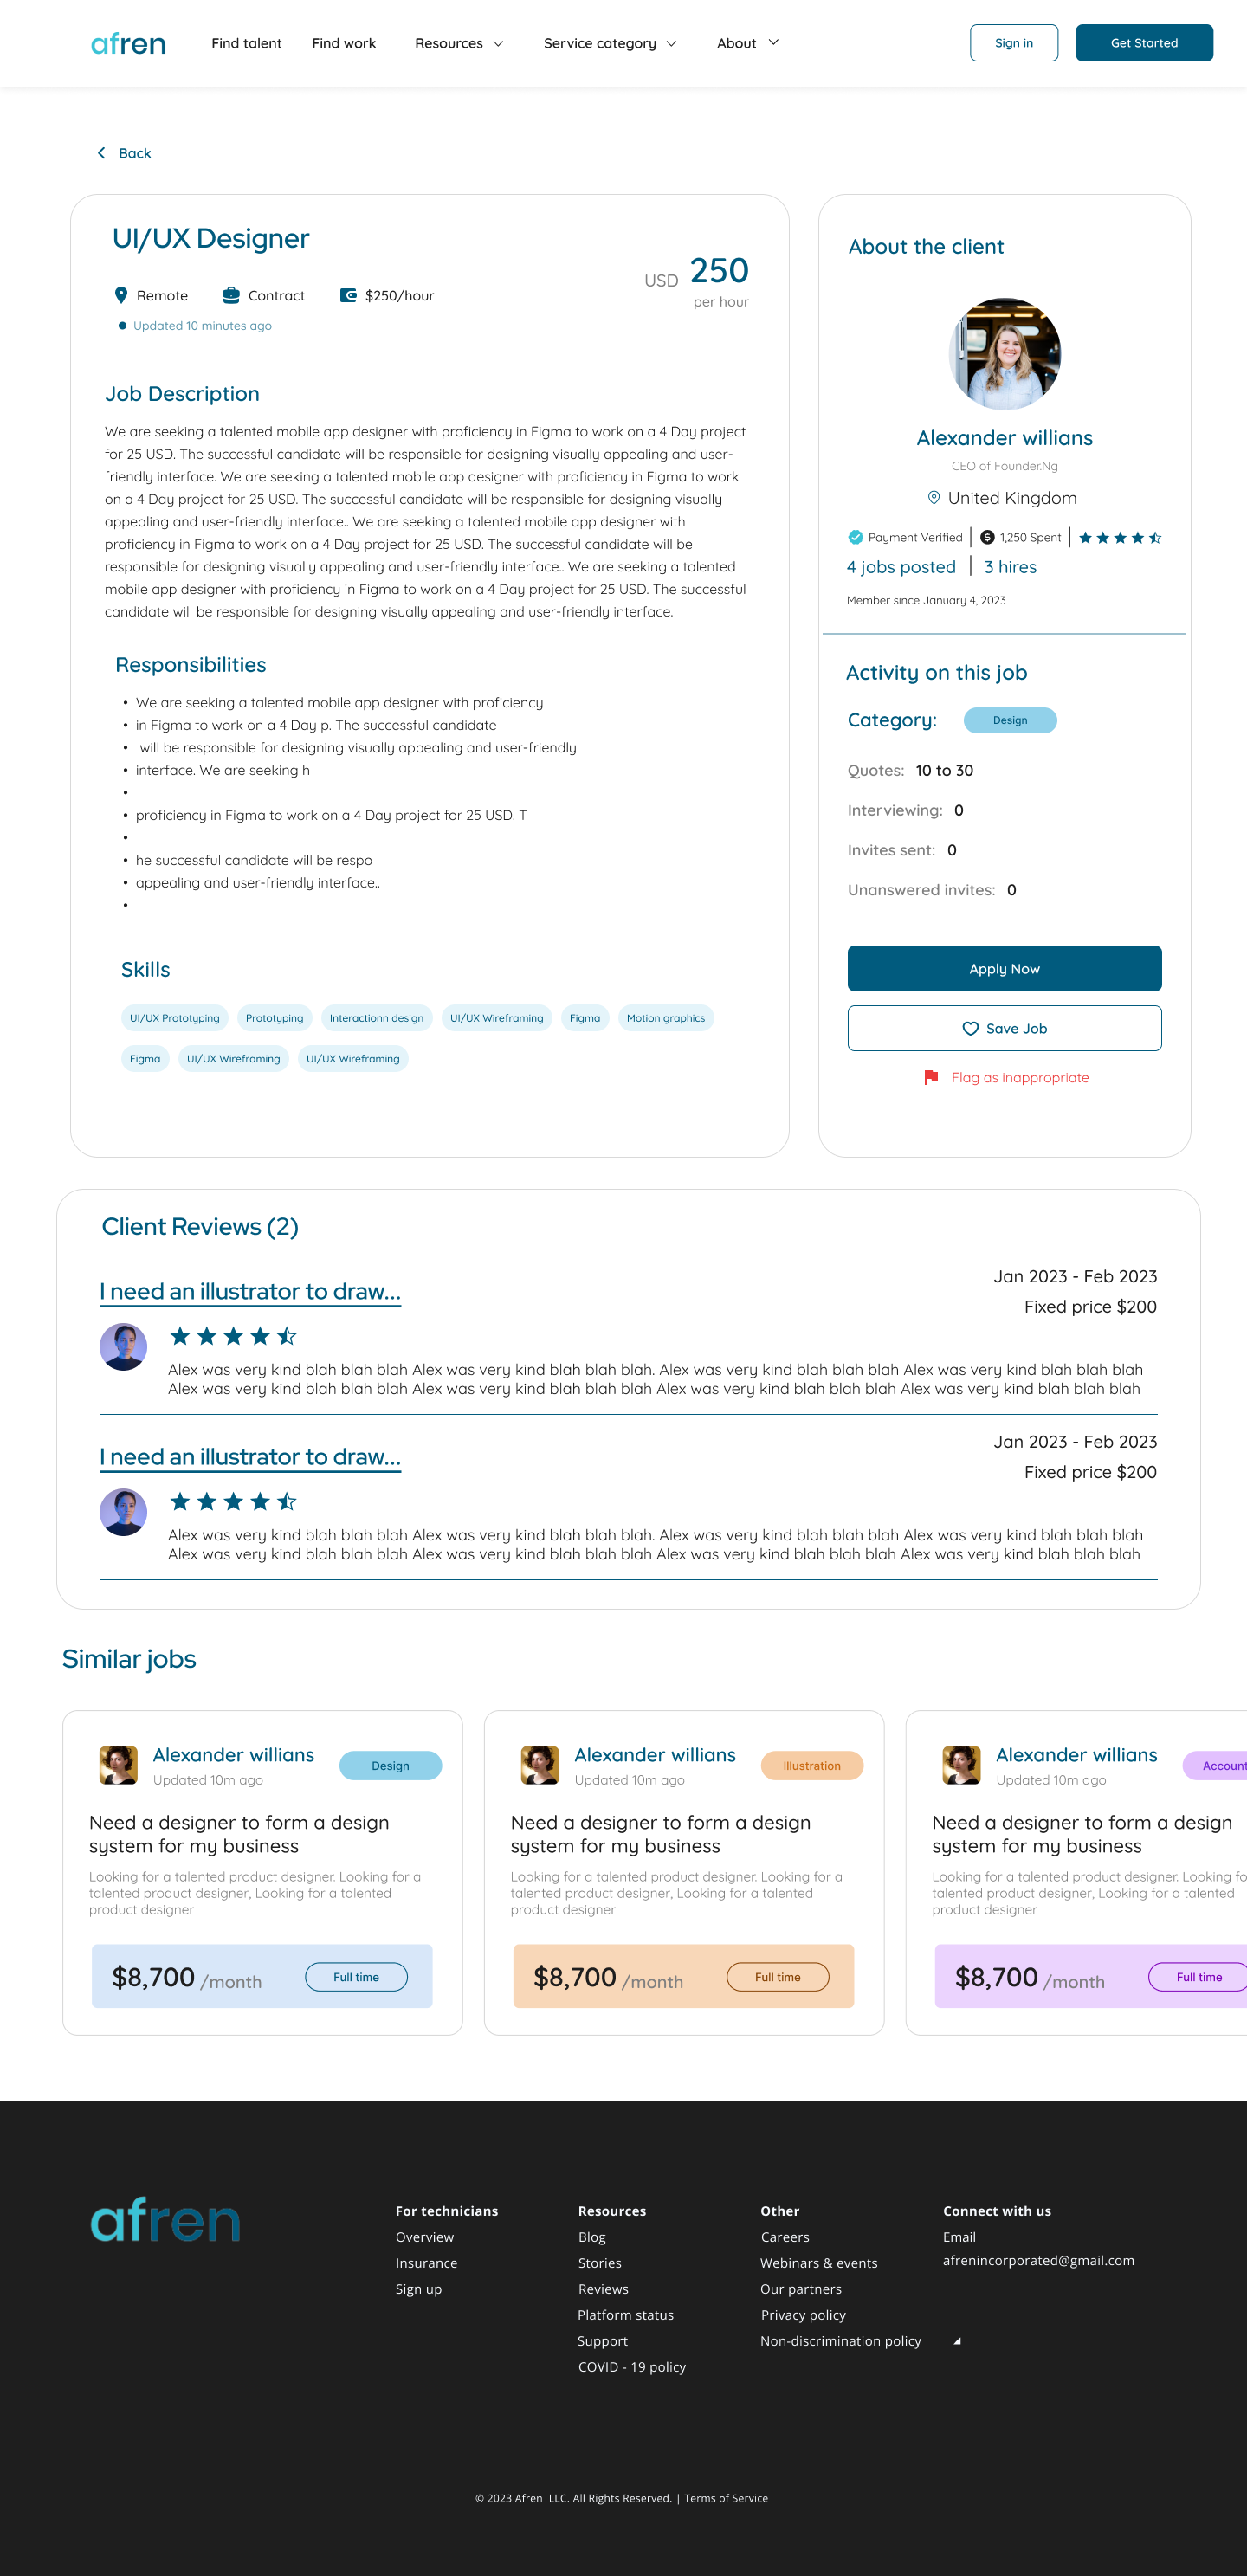 afren
Find talent
Find work
Resources
Service category
About
Sign in
Get Started
Back
UI/UX Designer
Remote
Contract
$250/hour
Updated 10 minutes ago
USD 250
per hour
Job Description
We are seeking a talented mobile app designer with proficiency in Figma to work on a 4 Day project
for 25 USD. The successful candidate will be responsible for designing visually appealing and user-
friendly interface. We are seeking a talented mobile app designer with proficiency in Figma to work
on a 4 Day project for 25 USD. The successful candidate will be responsible for designing visually
appealing and user-friendly interface.. We are seeking a talented mobile app designer with
proficiency in Figma to work on a 4 Day project for 25 USD. The successful candidate will be
responsible for designing visually appealing and user-friendly interface.. We are seeking a talented
mobile app designer with proficiency in Figma to work on a 4 Day project for 25 USD. The successful
candidate will be responsible for designing visually appealing and user-friendly interface.
Responsibilities
• We are seeking a talented mobile app designer with proficiency
• in Figma to work on a 4 Day p. The successful candidate
• will be responsible for designing visually appealing and user-friendly
• interface. We are seeking h
•
• proficiency in Figma to work on a 4 Day project for 25 USD. T
•
• he successful candidate will be respo
• appealing and user-friendly interface..
•
Skills
UI/UX Prototyping
Prototyping
Interactionn design
UI/UX Wireframing
Figma
Motion graphics
Figma
UI/UX Wireframing
UI/UX Wireframing
About the client
Alexander willians
CEO of Founder.Ng
United Kingdom
Payment Verified
1,250 Spent
4 jobs posted
3 hires
Member since January 4, 2023
Activity on this job
Category: Design
Quotes: 10 to 30
Interviewing: 0
Invites sent: 0
Unanswered invites: 0
Apply Now
Save Job
Flag as inappropriate
Client Reviews (2)
I need an illustrator to draw...
Jan 2023 - Feb 2023
Fixed price $200
Alex was very kind blah blah blah Alex was very kind blah blah blah. Alex was very kind blah blah blah Alex was very kind blah blah blah
Alex was very kind blah blah blah Alex was very kind blah blah blah Alex was very kind blah blah blah Alex was very kind blah blah blah
I need an illustrator to draw...
Jan 2023 - Feb 2023
Fixed price $200
Alex was very kind blah blah blah Alex was very kind blah blah blah. Alex was very kind blah blah blah Alex was very kind blah blah blah
Alex was very kind blah blah blah Alex was very kind blah blah blah Alex was very kind blah blah blah Alex was very kind blah blah blah
Similar jobs
Alexander willians
Updated 10m ago
Design
Need a designer to form a design
system for my business
Looking for a talented product designer. Looking for a
talented product designer, Looking for a talented
product designer
$8,700 /month
Full time
Alexander willians
Updated 10m ago
Illustration
Need a designer to form a design
system for my business
Looking for a talented product designer. Looking for a
talented product designer, Looking for a talented
product designer
$8,700 /month
Full time
Alexander willians
Updated 10m ago
Account
Need a designer to form a design
system for my business
Looking for a talented product designer. Looking fo
talented product designer, Looking for a talented
product designer
$8,700 /month
Full time
afren
For technicians
Overview
Insurance
Sign up
Resources
Blog
Stories
Reviews
Platform status
Support
COVID - 19 policy
Other
Careers
Webinars & events
Our partners
Privacy policy
Non-discrimination policy
Connect with us
Email
afrenincorporated@gmail.com
© 2023 Afren LLC. All Rights Reserved. | Terms of Service